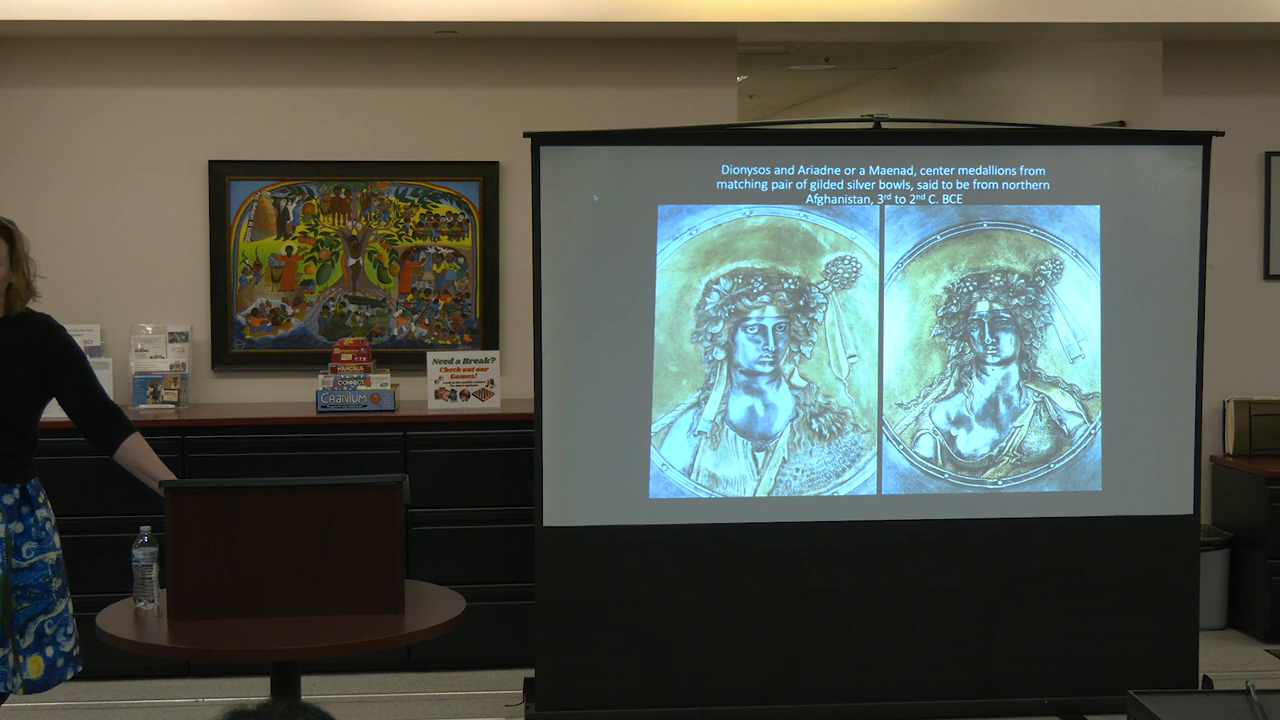 Dionysos and Ariadne or a Maenad, center medallions from
matching pair of gilded silver bowls, said to be from northern
Afghanistan, 3rd to 2nd C. BCE
Need a Break?
Check out our
Games!
MANCALA
CONNECT
CRANIUM